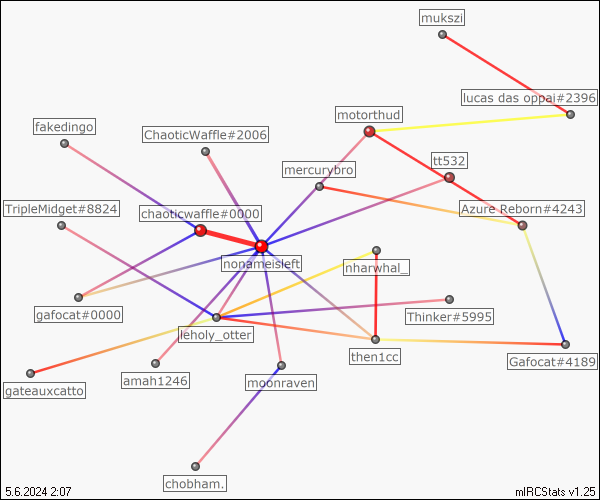 mukszi
lucas das oppai#2396
motorthud
fakedingo
ChaoticWaffle#2006
tt532
mercurybro
TripleMidget#8824
chaoticwaffle#0000
Azure Reborn#4243
nonameisleft
nharwhal_
gafocat#0000
Thinker#5995
leholy_otter
then1cc
Gafocat#4189
amah1246
moonraven
gateauxcatto
chobham.
5.6.2024 2:07
mIRCStats v1.25